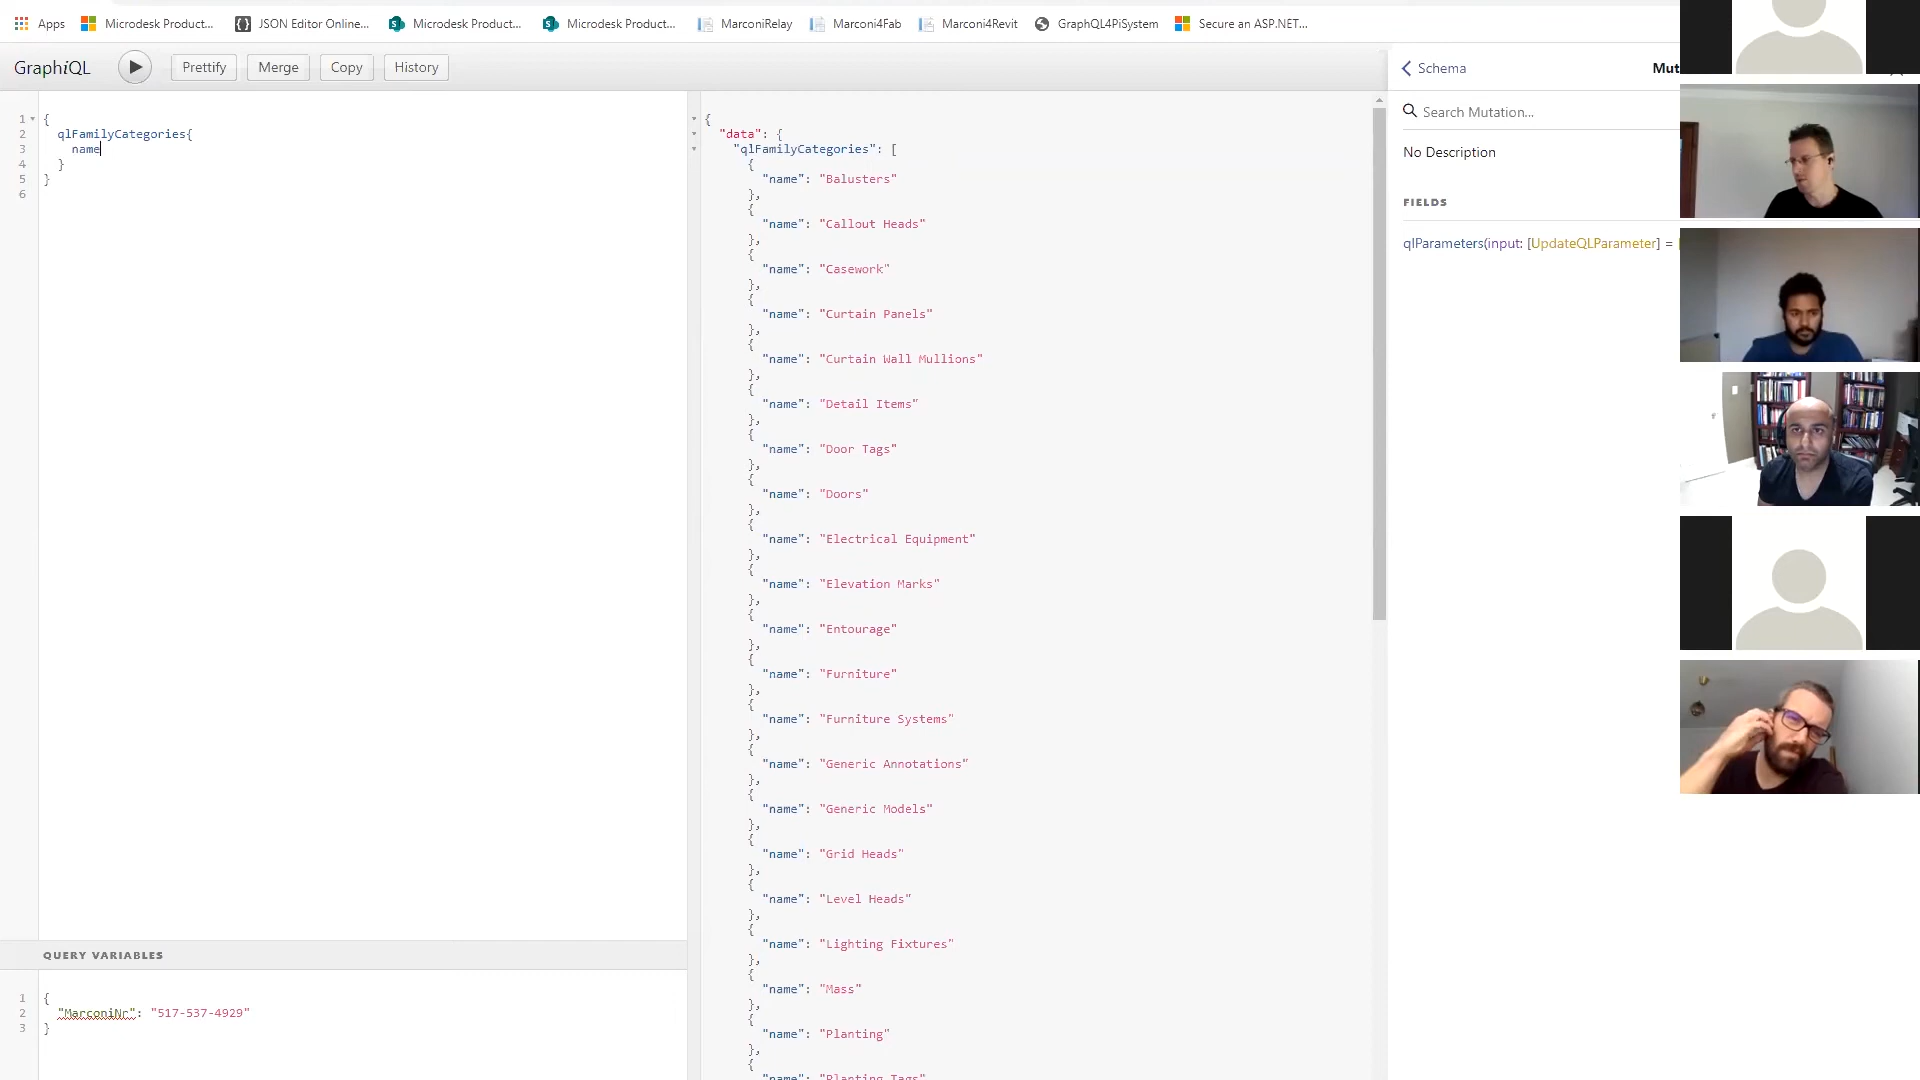 Apps Microdesk Product... JSON Editor Online... Microdesk Product... Microdesk Product... MarconiRelay Marconi4Fab Marconi4Revit GraphQL4PiSystem Secure an ASP.NET...
GraphiQL Prettify Merge Copy History
1 {
2 qlFamilyCategories{
3 name
4 }
5 }
6
QUERY VARIABLES
1 {
2 "MarconiNr": "517-537-4929"
3 }
{
"data": {
"qlFamilyCategories": [
{
"name": "Balusters"
},
{
"name": "Callout Heads"
},
{
"name": "Casework"
},
{
"name": "Curtain Panels"
},
{
"name": "Curtain Wall Mullions"
},
{
"name": "Detail Items"
},
{
"name": "Door Tags"
},
{
"name": "Doors"
},
{
"name": "Electrical Equipment"
},
{
"name": "Elevation Marks"
},
{
"name": "Entourage"
},
{
"name": "Furniture"
},
{
"name": "Furniture Systems"
},
{
"name": "Generic Annotations"
},
{
"name": "Generic Models"
},
{
"name": "Grid Heads"
},
{
"name": "Level Heads"
},
{
"name": "Lighting Fixtures"
},
{
"name": "Mass"
},
{
"name": "Planting"
},
{
"name": "Planting Tags"
Schema Mut
Search Mutation...
No Description
FIELDS
qlParameters(input: [UpdateQLParameter] =